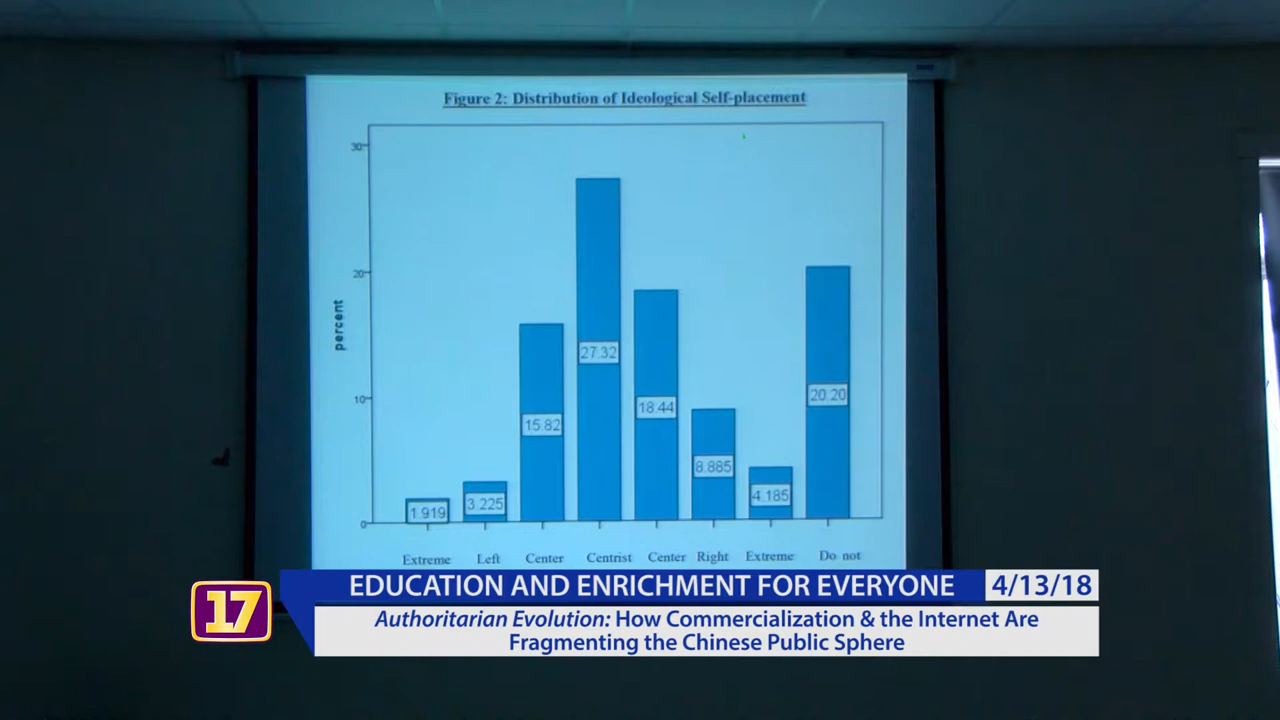 Figure 2: Distribution of Ideological Self-placement
percent
30
20
10
0
1.919
3.225
15.82
27.32
18.44
8.885
4.185
20.20
Extreme Left Center Centrist Center Right Extreme Do not
17
EDUCATION AND ENRICHMENT FOR EVERYONE 4/13/18
Authoritarian Evolution: How Commercialization & the Internet Are
Fragmenting the Chinese Public Sphere